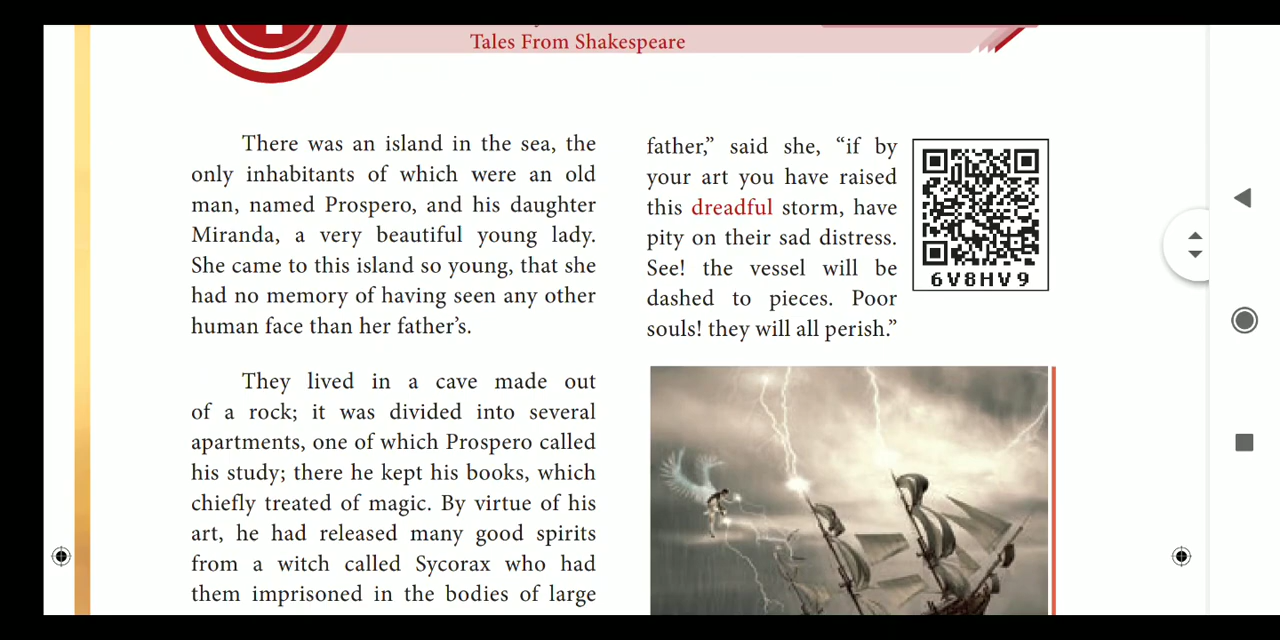 Tales From Shakespeare
There was an island in the sea, the
only inhabitants of which were an old
man, named Prospero, and his daughter
Miranda, a very beautiful young lady.
She came to this island so young, that she
had no memory of having seen any other
human face than her father’s.
They lived in a cave made out
of a rock; it was divided into several
apartments, one of which Prospero called
his study; there he kept his books, which
chiefly treated of magic. By virtue of his
art, he had released many good spirits
from a witch called Sycorax who had
them imprisoned in the bodies of large
father,” said she, “if by
your art you have raised
this dreadful storm, have
pity on their sad distress.
See! the vessel will be
dashed to pieces. Poor
souls! they will all perish.”
6V8HV9